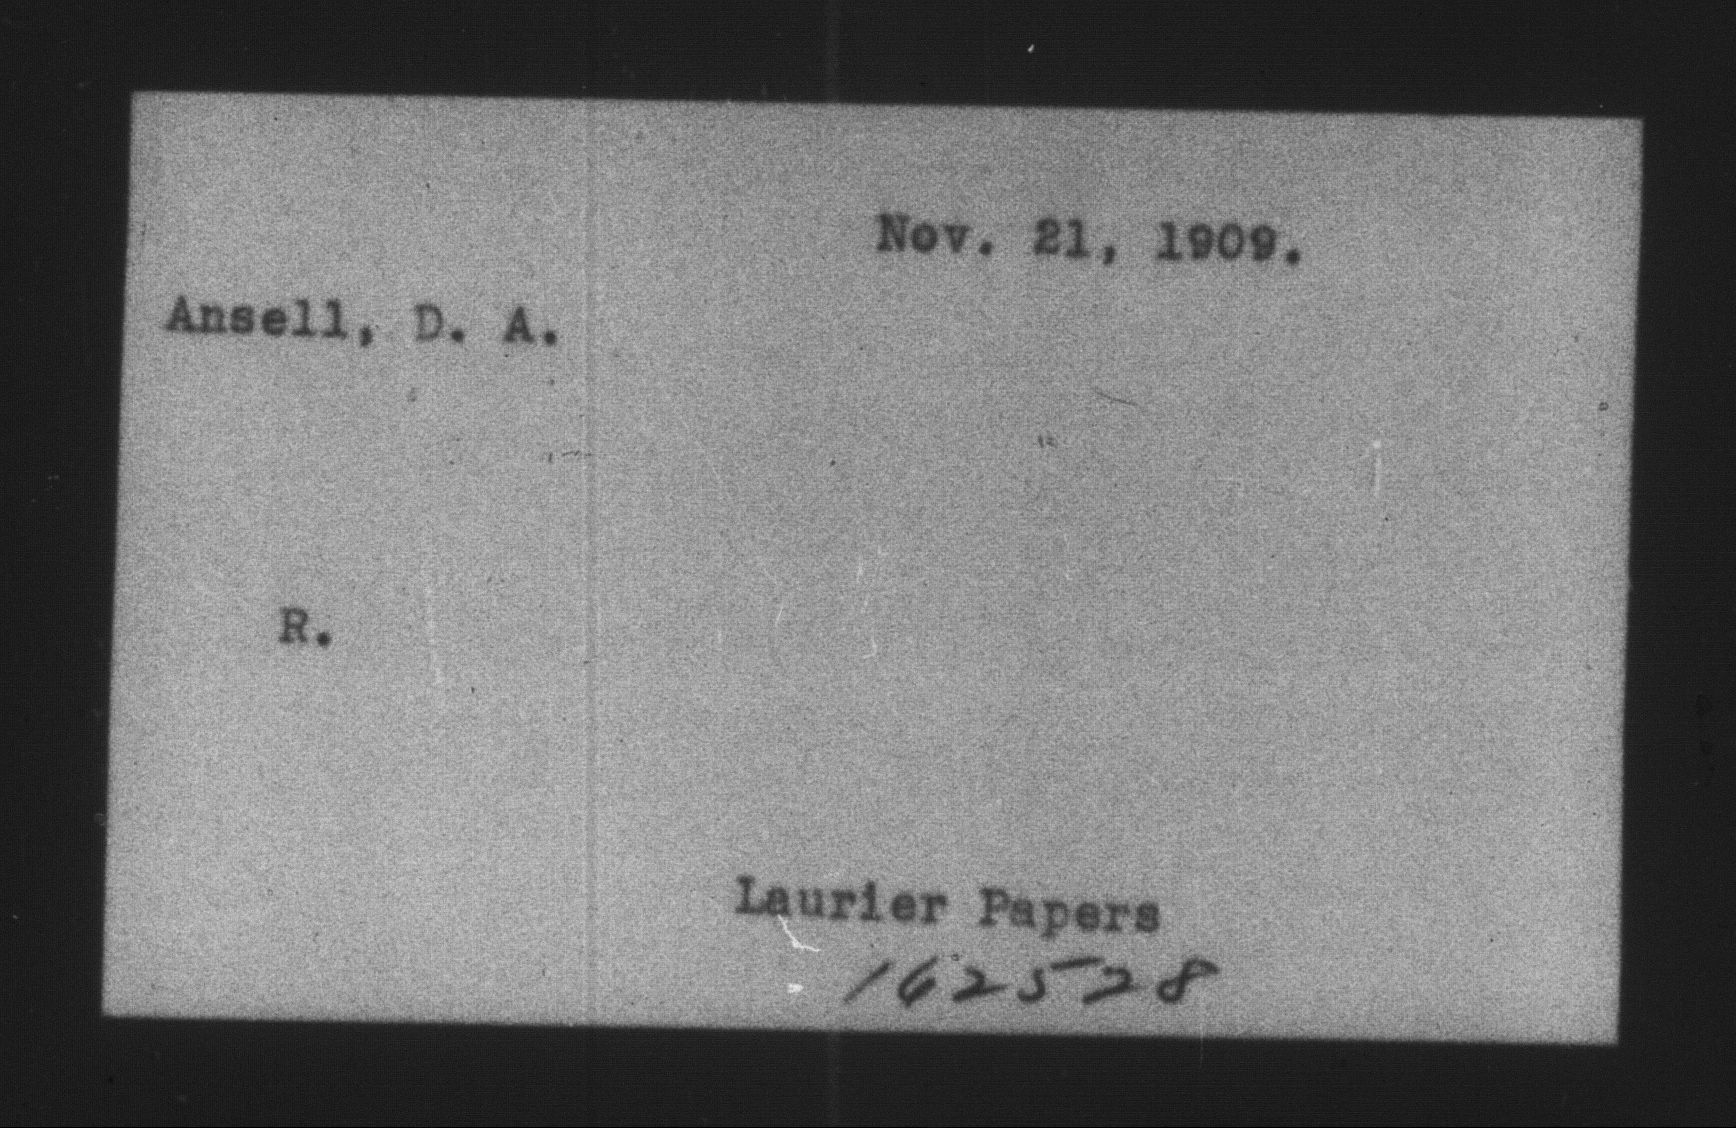 Nov. 21, 1909.
Ansell, D. A.
R.
Laurier Papers
162528